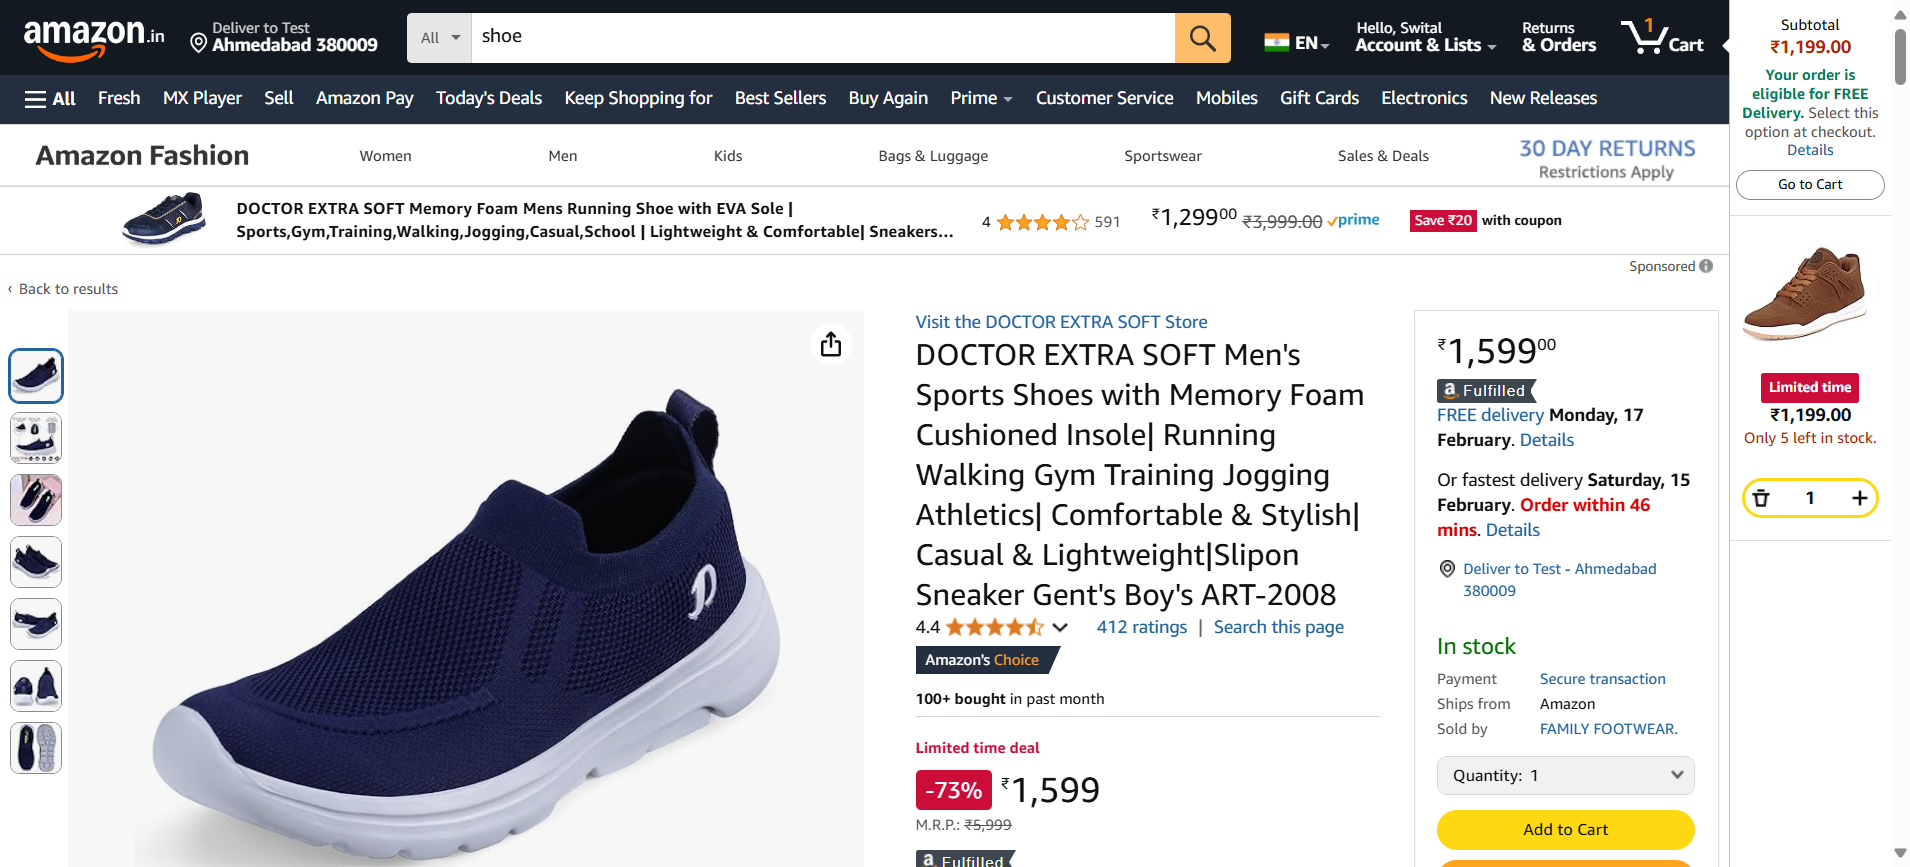 amazon.in
Deliver to Test
Ahmedabad 380009
All
shoe
EN
Hello, Swital
Account & Lists
Returns
& Orders
1
Cart
All
Fresh
MX Player
Sell
Amazon Pay
Today's Deals
Keep Shopping for
Best Sellers
Buy Again
Prime
Customer Service
Mobiles
Gift Cards
Electronics
New Releases
Amazon Fashion
Women
Men
Kids
Bags & Luggage
Sportswear
Sales & Deals
30 DAY RETURNS
Restrictions Apply
DOCTOR EXTRA SOFT Memory Foam Mens Running Shoe with EVA Sole |
Sports,Gym,Training,Walking,Jogging,Casual,School | Lightweight & Comfortable| Sneakers...
4
591
₹1,29900
₹3,999.00
prime
Save ₹20
with coupon
Sponsored
‹ Back to results
Visit the DOCTOR EXTRA SOFT Store
DOCTOR EXTRA SOFT Men's
Sports Shoes with Memory Foam
Cushioned Insole| Running
Walking Gym Training Jogging
Athletics| Comfortable & Stylish|
Casual & Lightweight|Slipon
Sneaker Gent's Boy's ART-2008
4.4
412 ratings | Search this page
Amazon's Choice
100+ bought in past month
Limited time deal
-73% ₹1,599
M.R.P.: ₹5,999
a Fulfilled
₹1,59900
a Fulfilled
FREE delivery Monday, 17
February. Details
Or fastest delivery Saturday, 15
February. Order within 46
mins. Details
Deliver to Test - Ahmedabad
380009
In stock
Payment Secure transaction
Ships from Amazon
Sold by FAMILY FOOTWEAR.
Quantity: 1
Add to Cart
Subtotal
₹1,199.00
Your order is
eligible for FREE
Delivery. Select this
option at checkout.
Details
Go to Cart
Limited time
₹1,199.00
Only 5 left in stock.
1